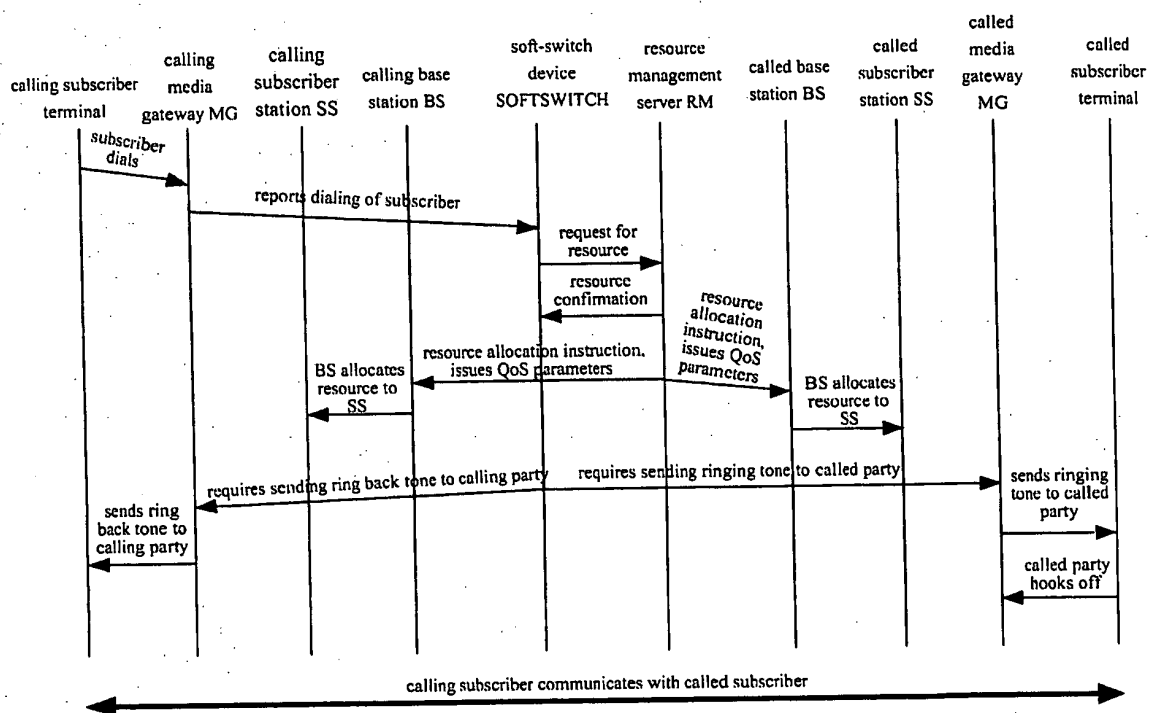 calling subscriber
terminal
calling
media
gateway MG
calling
subscriber
station SS
calling base
station BS
soft-switch
device
SOFTSWITCH
resource
management
server RM
called base
station BS
called
subscriber
station SS
called
media
gateway
MG
called
subscriber
terminal
subscriber
dials
reports dialing of subscriber
request for
resource
resource
confirmation
resource
allocation
instruction,
issues QoS
parameters
resource allocation instruction,
issues QoS parameters
BS allocates
resource to
SS
BS allocates
resource to
SS
requires sending ring back tone to calling party
requires sending ringing tone to called party
sends ringing
tone to called
party
sends ring
back tone to
calling party
called party
hooks off
calling subscriber communicates with called subscriber